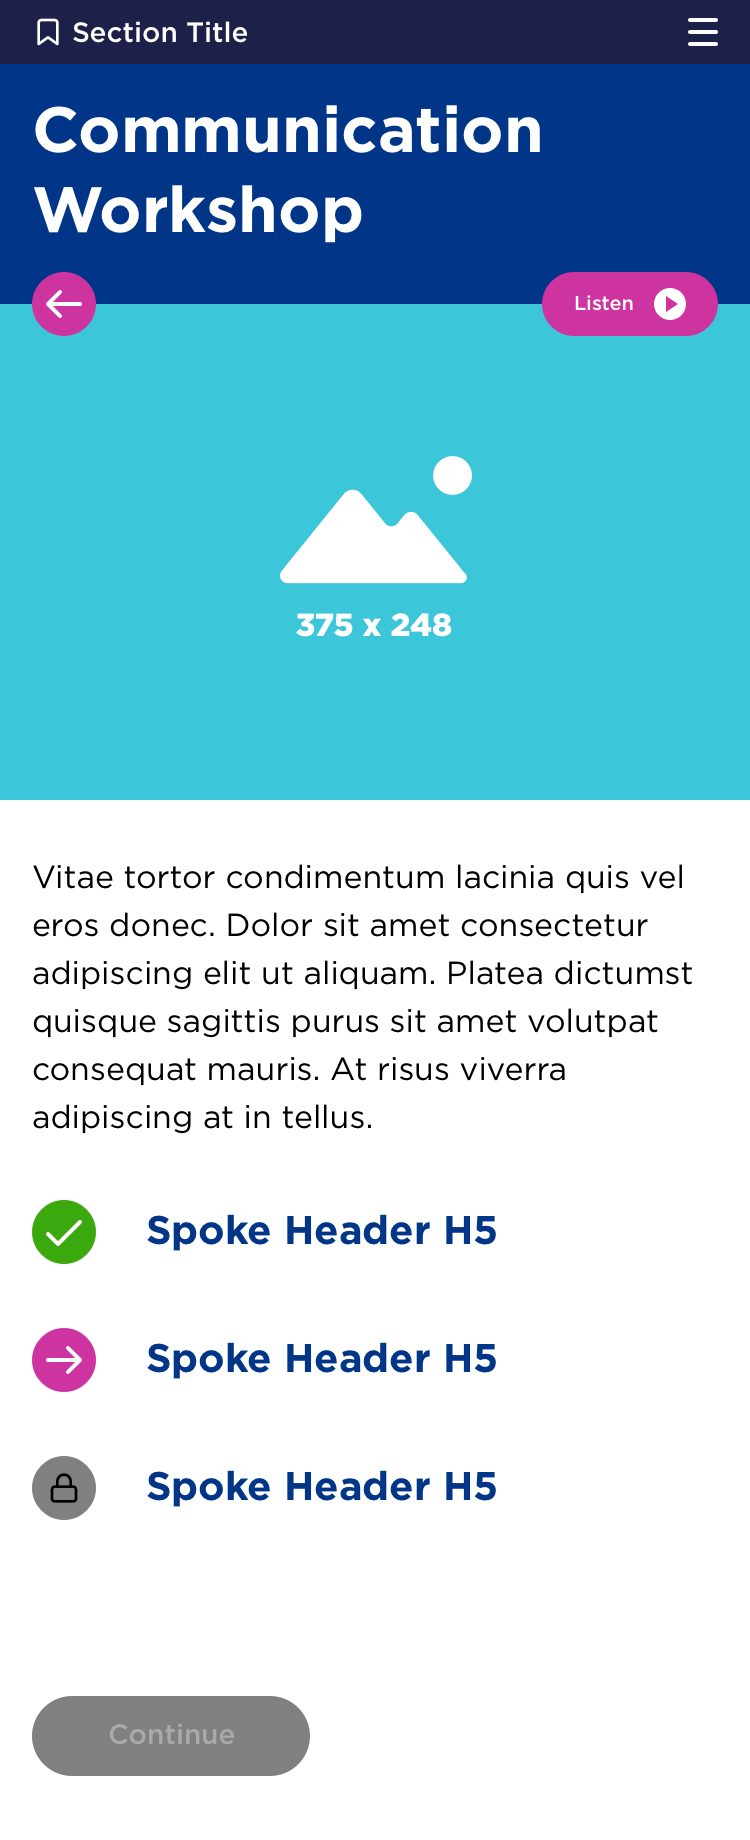 Section Title
Communication
Workshop
Listen
375 x 248
Vitae tortor condimentum lacinia quis vel
eros donec. Dolor sit amet consectetur
adipiscing elit ut aliquam. Platea dictumst
quisque sagittis purus sit amet volutpat
consequat mauris. At risus viverra
adipiscing at in tellus.
Spoke Header H5
Spoke Header H5
Spoke Header H5
Continue